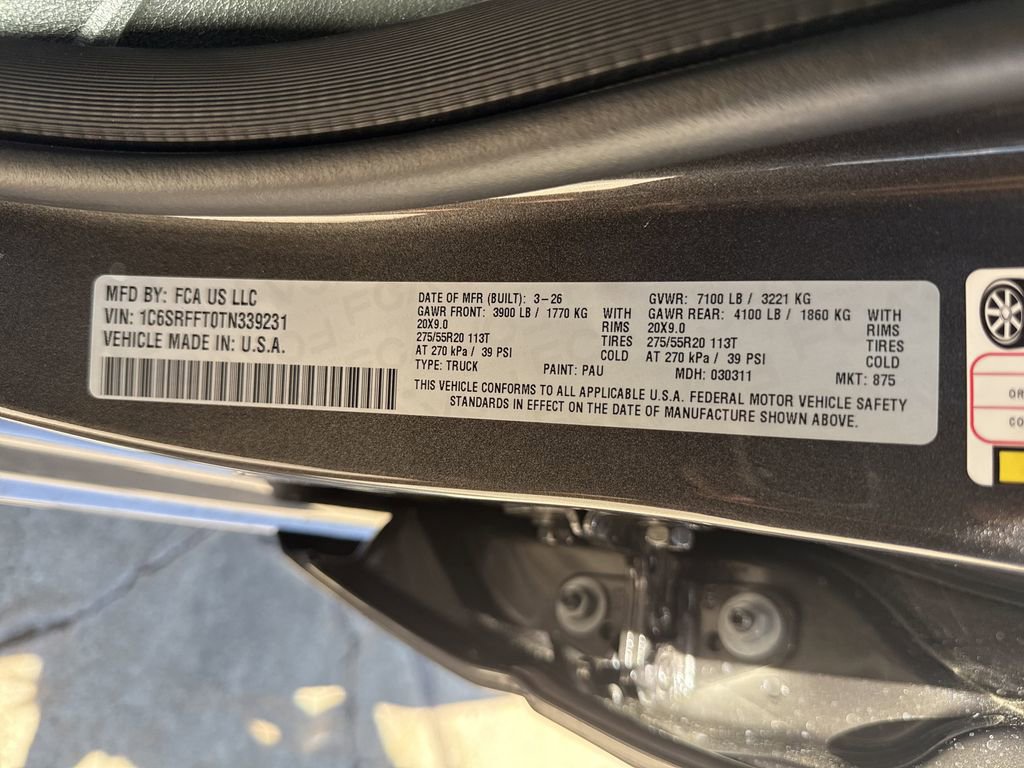 MFD BY: FCA US LLC
VIN: 1C6SRFFT0TN339231
VEHICLE MADE IN: U.S.A.
DATE OF MFR (BUILT): 3-26
GVWR: 7100 LB / 3221 KG
GAWR FRONT: 3900 LB / 1770 KG WITH
20X9.0 RIMS
275/55R20 113T TIRES
AT 270 kPa / 39 PSI COLD
GAWR REAR: 4100 LB / 1860 KG WITH
20X9.0 RIMS
275/55R20 113T TIRES
AT 270 kPa / 39 PSI COLD
TYPE: TRUCK PAINT: PAU MDH: 030311 MKT: 875
THIS VEHICLE CONFORMS TO ALL APPLICABLE U.S.A. FEDERAL MOTOR VEHICLE SAFETY
STANDARDS IN EFFECT ON THE DATE OF MANUFACTURE SHOWN ABOVE.